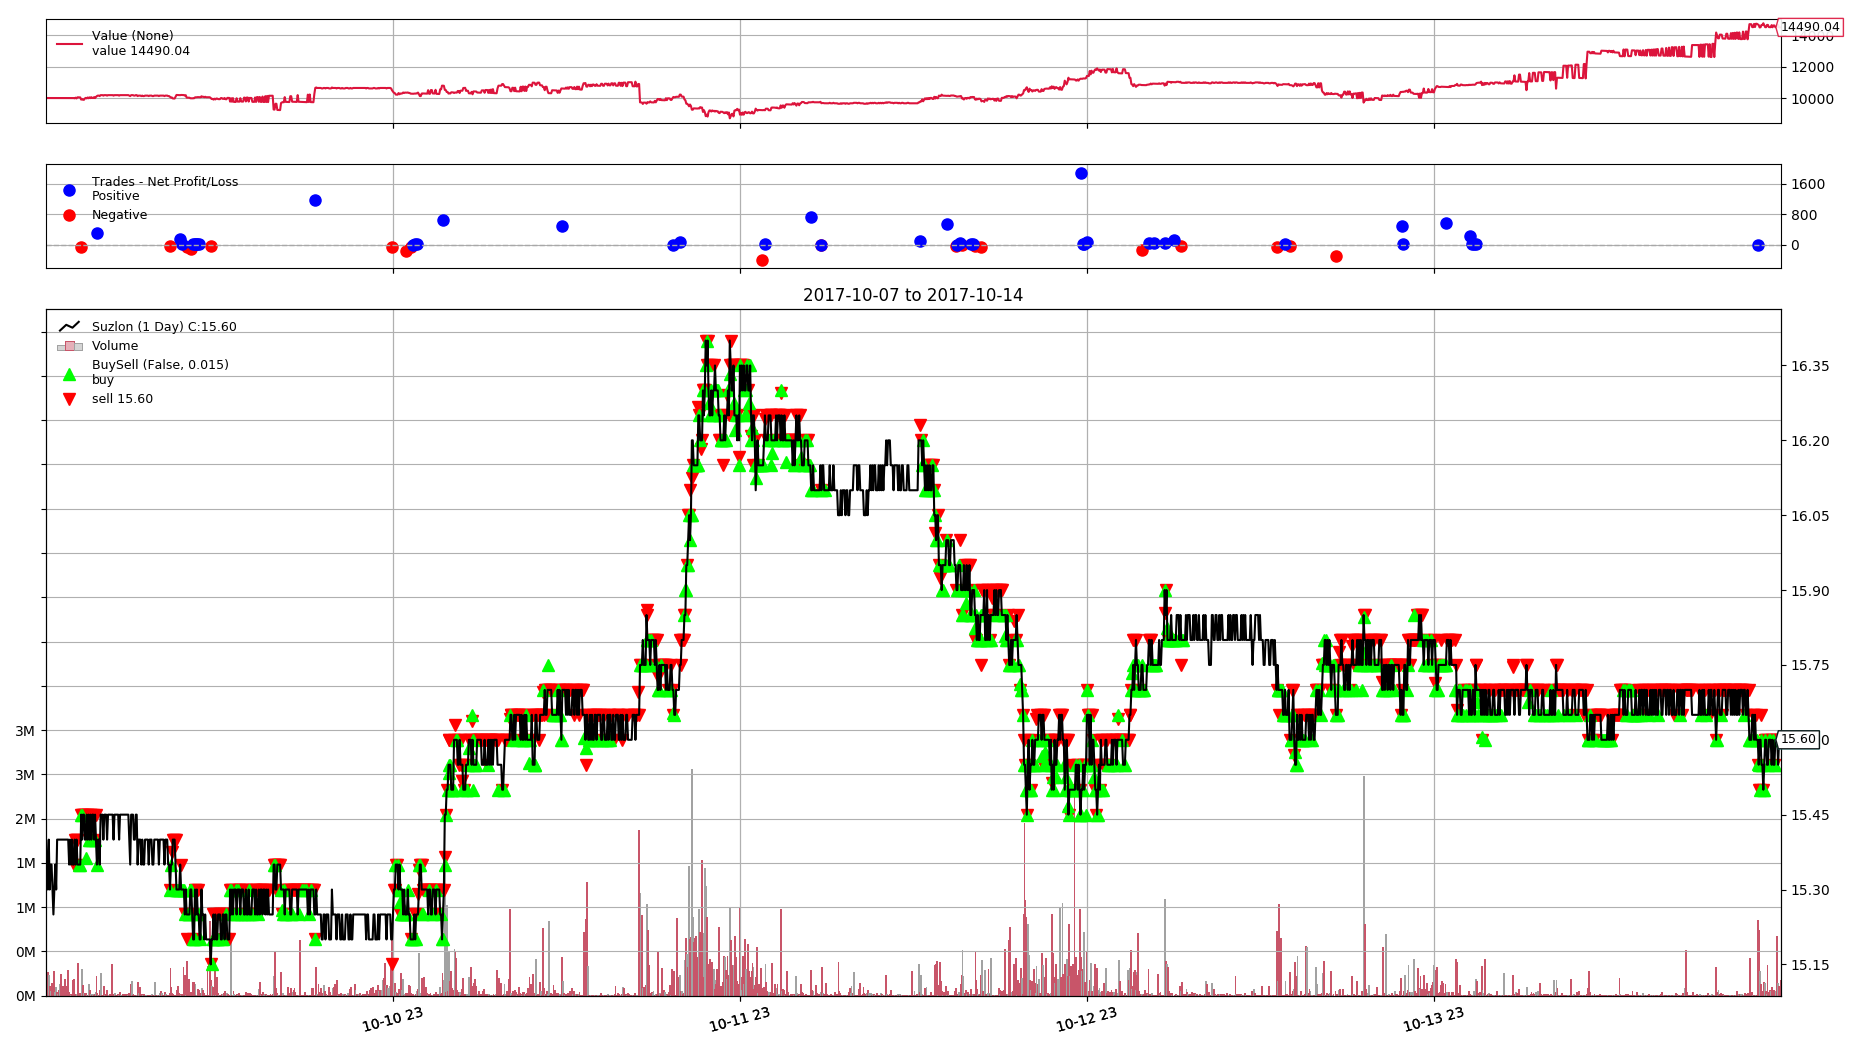 Value (None)
value 14490.04
14490.04
14000
12000
10000
Trades - Net Profit/Loss
Positive
Negative
1600
800
0
2017-10-07 to 2017-10-14
Suzlon (1 Day) C:15.60
Volume
BuySell (False, 0.015)
buy
sell 15.60
16.35
16.20
16.05
15.90
15.75
15.60
15.45
15.30
15.15
3M
3M
2M
1M
1M
0M
0M
10-10 23
10-11 23
10-12 23
10-13 23